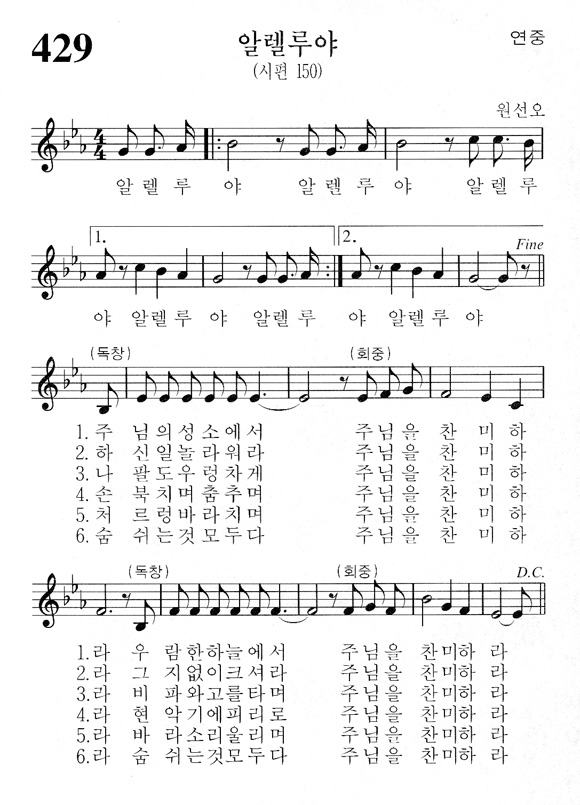 429 알렐루야 연중
(시편 150)
원선오
4/4
알 렐 루 야 알 렐 루 야 알 렐 루
1. 2. Fine
야 알렐루 야 알렐루 야 알렐루 야
(독창) (회중)
1.주 님의성소에서 주님을 찬 미 하
2.하 신일놀라워라 주님을 찬 미 하
3.나 팔도우렁차게 주님을 찬 미 하
4.손 북치며춤추며 주님을 찬 미 하
5.처 르렁바라치며 주님을 찬 미 하
6.숨 쉬는것모두다 주님을 찬 미 하
(독창) (회중) D.C.
1.라 우 람한하늘에서 주님을 찬미하 라
2.라 그 지없이크셔라 주님을 찬미하 라
3.라 비 파와고를타며 주님을 찬미하 라
4.라 현 악기에피리로 주님을 찬미하 라
5.라 바 라소리울리며 주님을 찬미하 라
6.라 숨 쉬는것모두다 주님을 찬미하 라